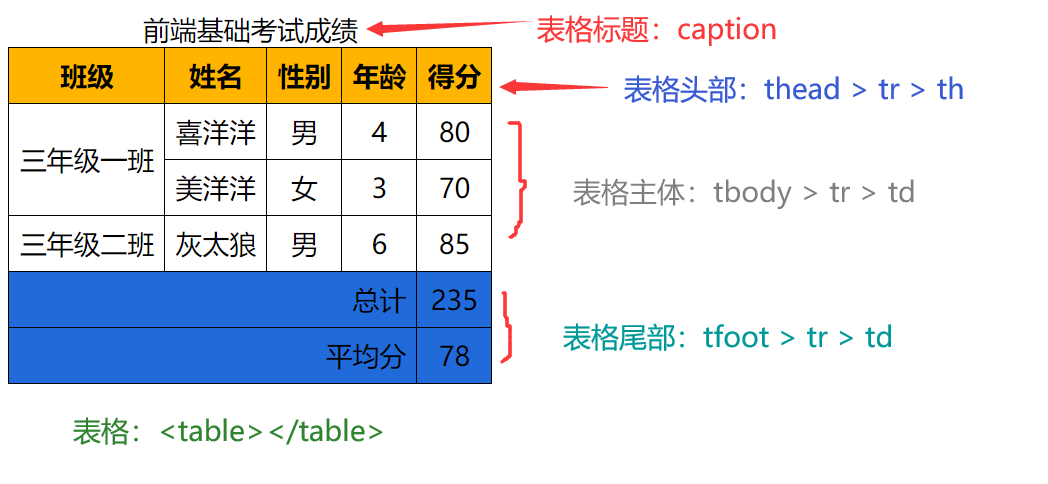 前端基础考试成绩
表格标题：caption
班级 姓名 性别 年龄 得分
表格头部：thead > tr > th
三年级一班 喜洋洋 男 4 80
美洋洋 女 3 70
表格主体：tbody > tr > td
三年级二班 灰太狼 男 6 85
总计 235
表格尾部：tfoot > tr > td
平均分 78
表格：<table></table>